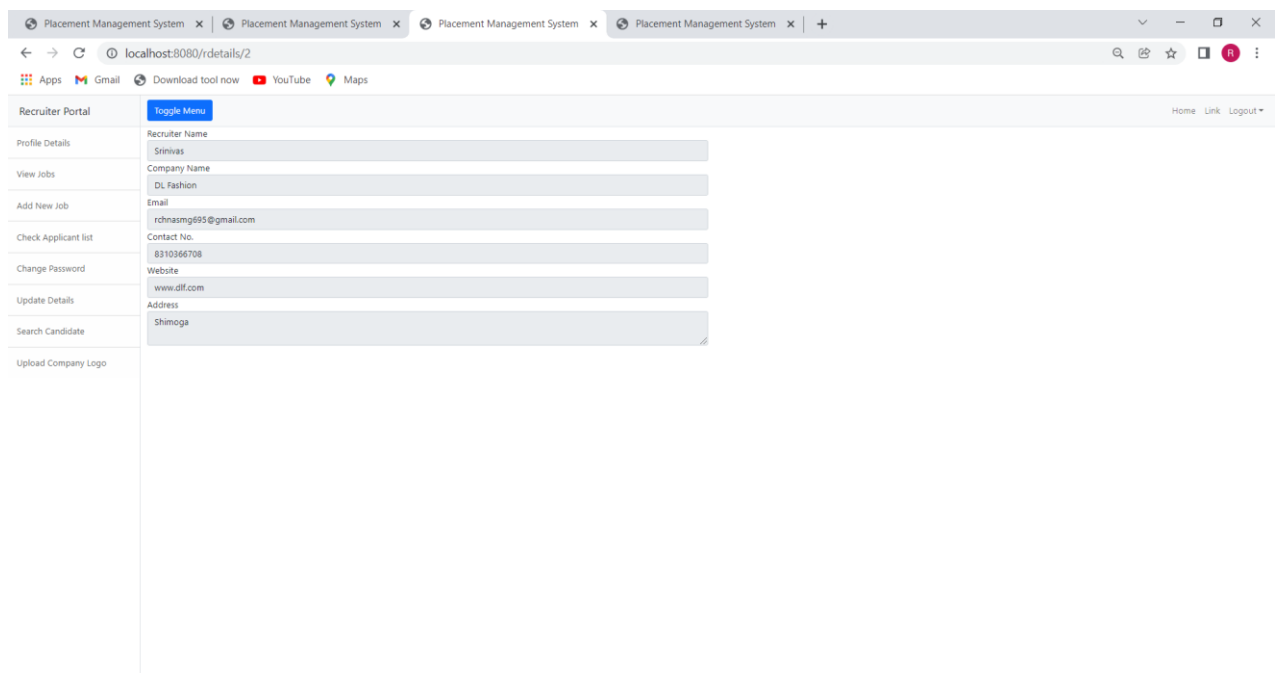 Placement Management System Placement Management System Placement Management System Placement Management System
localhost:8080/rdetails/2 R
Apps Gmail Download tool now YouTube Maps
Recruiter Portal Toggle Menu Home Link Logout
Profile Details
View Jobs
Add New Job
Check Applicant list
Change Password
Update Details
Search Candidate
Upload Company Logo
Recruiter Name
Srinivas
Company Name
DL Fashion
Email
rchnasmg695@gmail.com
Contact No.
8310366708
Website
www.dlf.com
Address
Shimoga